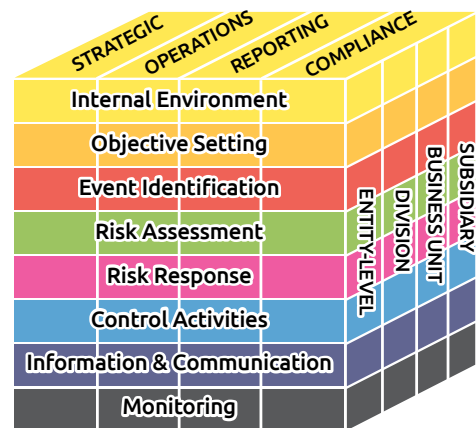 STRATEGIC
OPERATIONS
REPORTING
COMPLIANCE
Internal Environment
Objective Setting
Event Identification
Risk Assessment
Risk Response
Control Activities
Information & Communication
Monitoring
ENTITY-LEVEL
DIVISION
BUSINESS UNIT
SUBSIDIARY